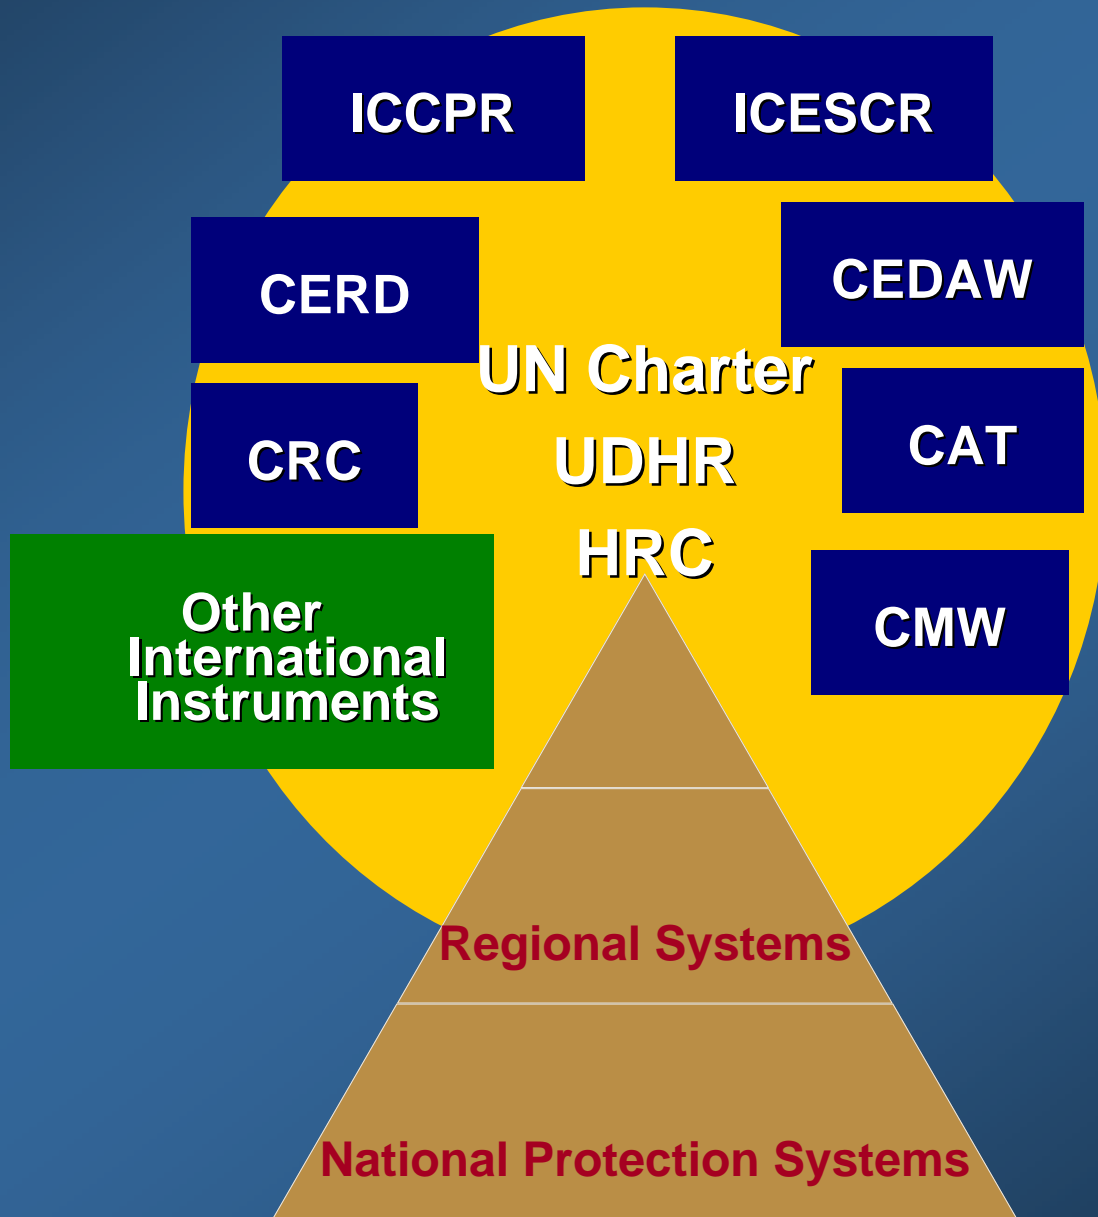 ICCPR
ICESCR
CERD
CEDAW
UN Charter
UDHR
HRC
CRC
CAT
CMW
Other
International
Instruments
Regional Systems
National Protection Systems